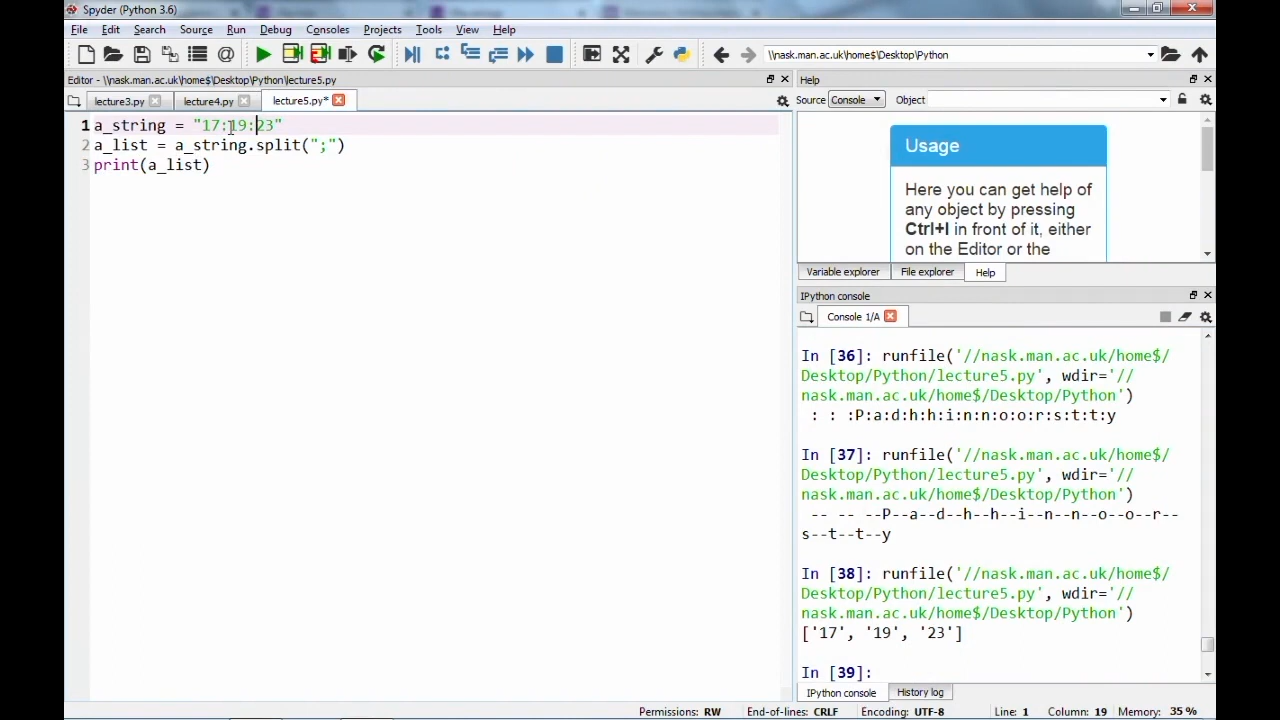 Spyder (Python 3.6)
File Edit Search Source Run Debug Consoles Projects Tools View Help
\\nask.man.ac.uk\home$\Desktop\Python
Editor - \\nask.man.ac.uk\home$\Desktop\Python\lecture5.py
Help
lecture3.py lecture4.py lecture5.py*
Source Console Object
1 a_string = "17:19:23"
2 a_list = a_string.split(";")
3 print(a_list)
Usage
Here you can get help of
any object by pressing
Ctrl+I in front of it, either
on the Editor or the
Variable explorer File explorer Help
IPython console
Console 1/A
In [36]: runfile('//nask.man.ac.uk/home$/
Desktop/Python/lecture5.py', wdir='//
nask.man.ac.uk/home$/Desktop/Python')
 : : :P:a:d:h:h:i:n:n:o:o:r:s:t:t:y
In [37]: runfile('//nask.man.ac.uk/home$/
Desktop/Python/lecture5.py', wdir='//
nask.man.ac.uk/home$/Desktop/Python')
 -- -- --P--a--d--h--h--i--n--n--o--o--r--
s--t--t--y
In [38]: runfile('//nask.man.ac.uk/home$/
Desktop/Python/lecture5.py', wdir='//
nask.man.ac.uk/home$/Desktop/Python')
['17', '19', '23']
In [39]:
IPython console History log
Permissions: RW End-of-lines: CRLF Encoding: UTF-8 Line: 1 Column: 19 Memory: 35 %